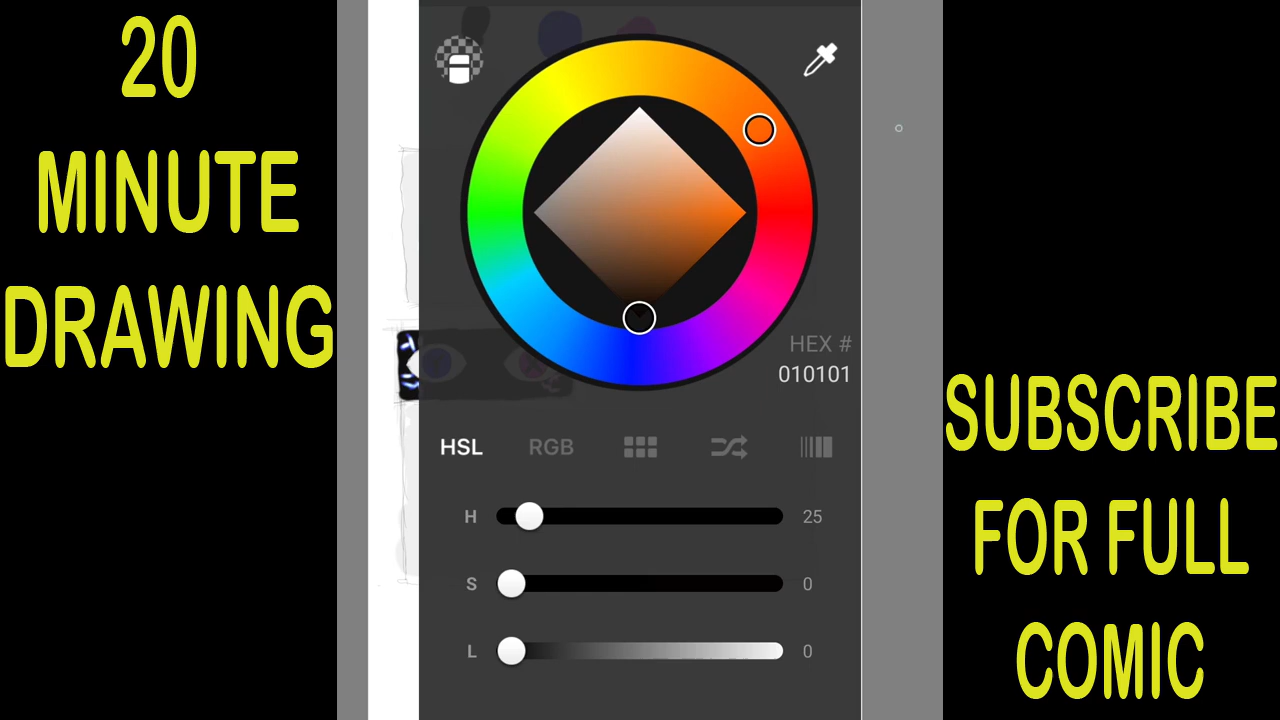 20
MINUTE
DRAWING
HEX #
010101
HSL RGB
H 25
S 0
L 0
SUBSCRIBE
FOR FULL
COMIC